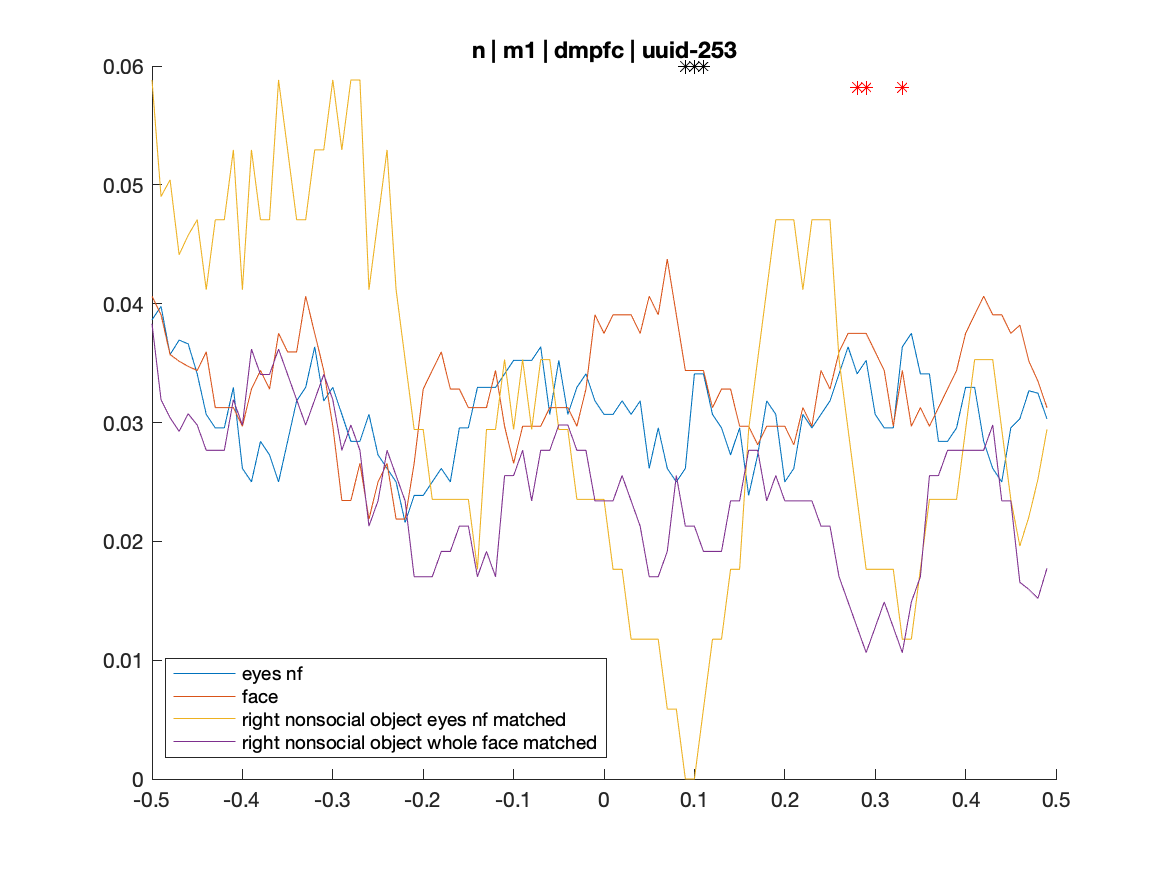 n | m1 | dmpfc | uuid-253
0.06
0.05
0.04
0.03
0.02
0.01
0
eyes nf
face
right nonsocial object eyes nf matched
right nonsocial object whole face matched
-0.5 -0.4 -0.3 -0.2 -0.1 0 0.1 0.2 0.3 0.4 0.5